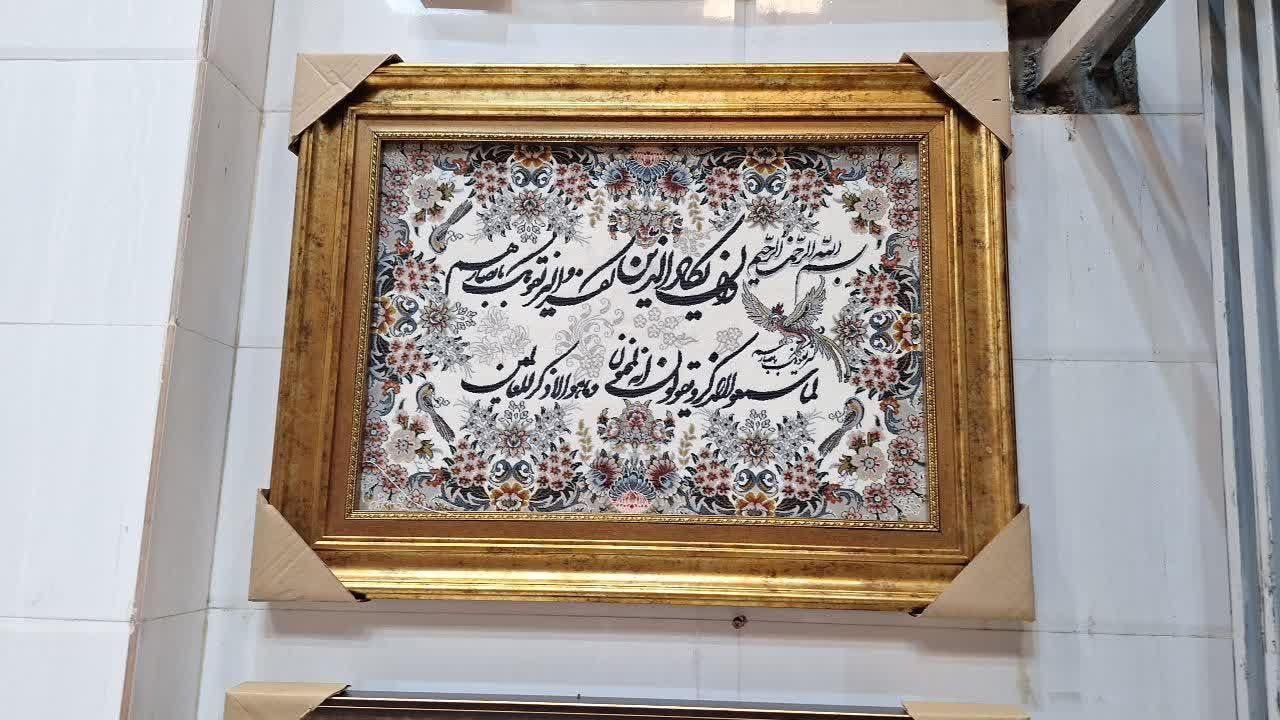 بسم الله الرحمن الرحیم
وان یکاد الذین کفروا لیزلقونک بابصارهم
لما سمعوا الذکر و یقولون انه لمجنون
وما هو الا ذکر للعالمین